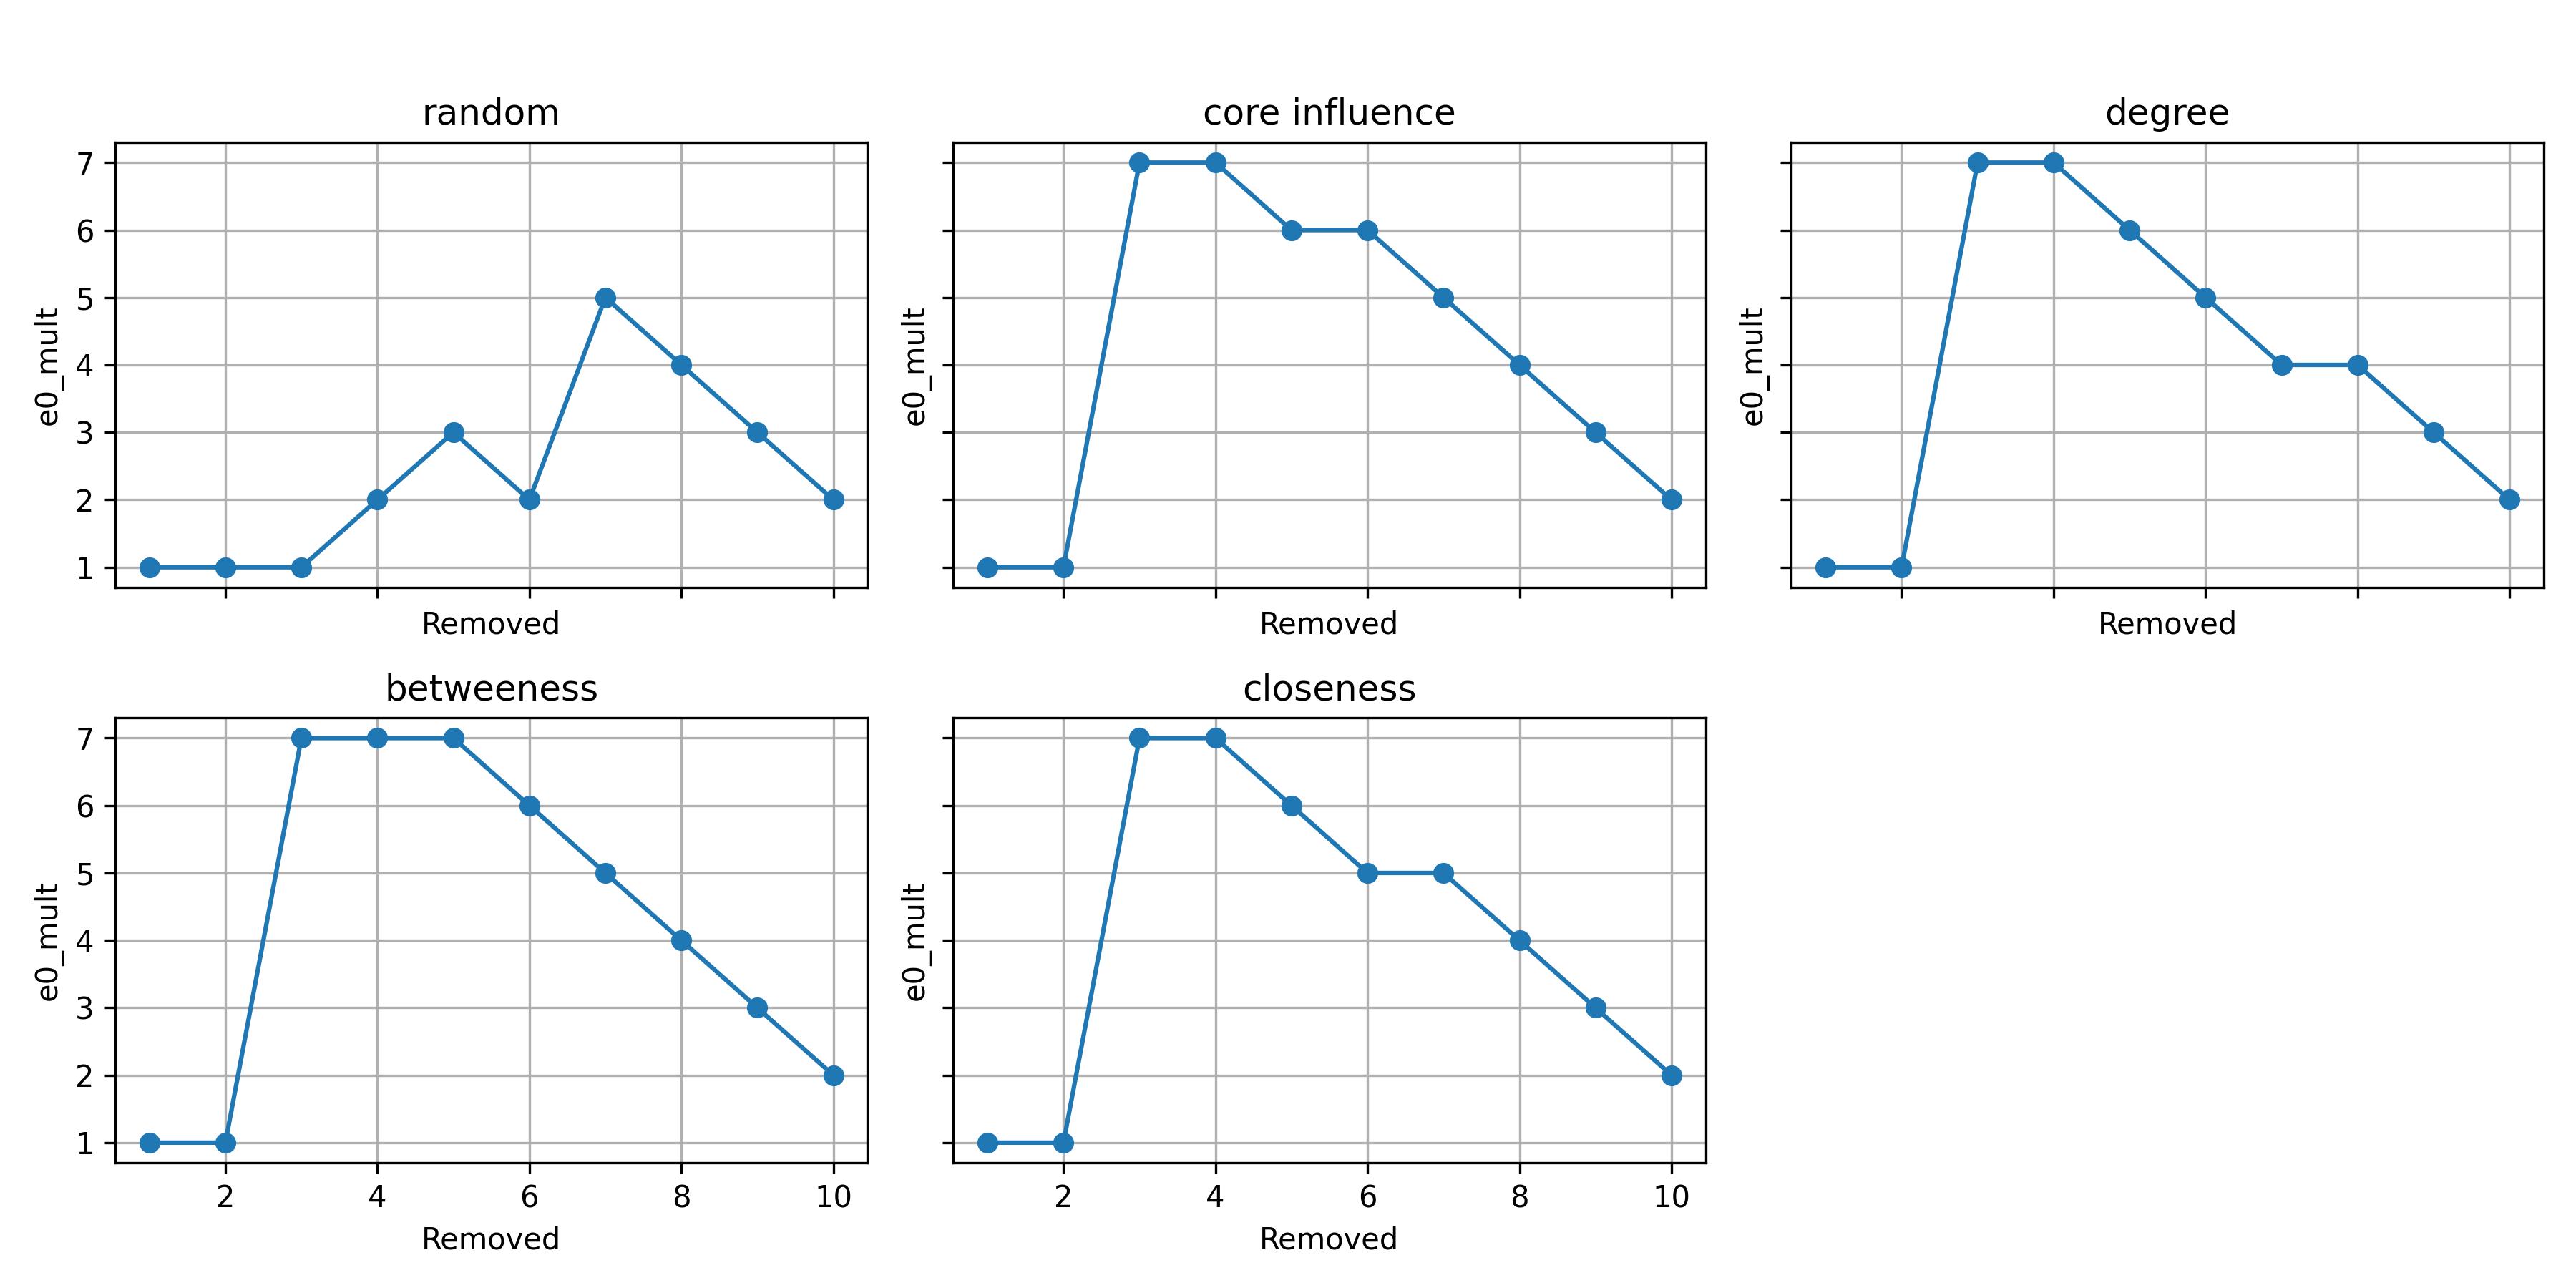 random
7
6
5
4
3
2
1
e0_mult
Removed
core influence
e0_mult
Removed
degree
e0_mult
Removed
betweeness
7
6
5
4
3
2
1
e0_mult
2 4 6 8 10
Removed
closeness
e0_mult
2 4 6 8 10
Removed